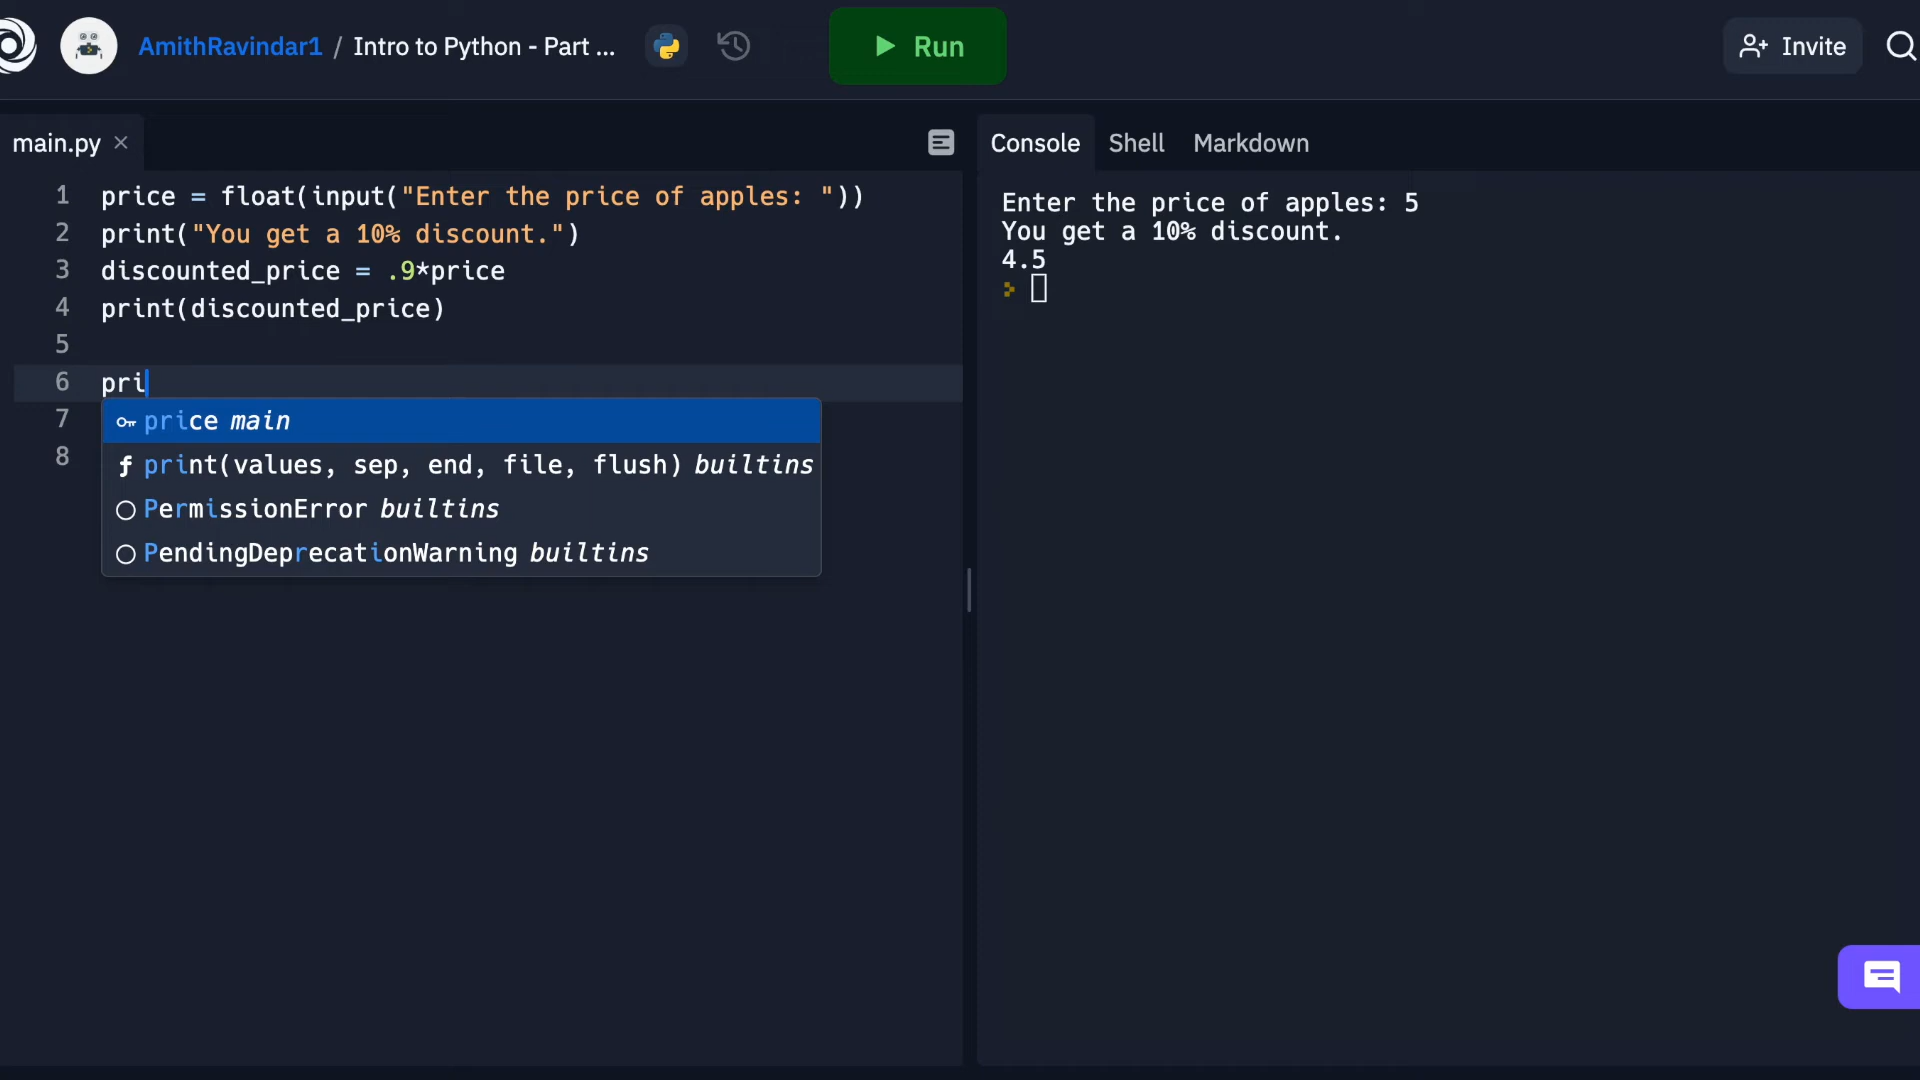 AmithRavindar1 / Intro to Python - Part ...
Run
Invite
main.py
Console Shell Markdown
1 price = float(input("Enter the price of apples: "))
2 print("You get a 10% discount.")
3 discounted_price = .9*price
4 print(discounted_price)
5
6 pri
7
8
price main
f print(values, sep, end, file, flush) builtins
PermissionError builtins
PendingDeprecationWarning builtins
Enter the price of apples: 5
You get a 10% discount.
4.5